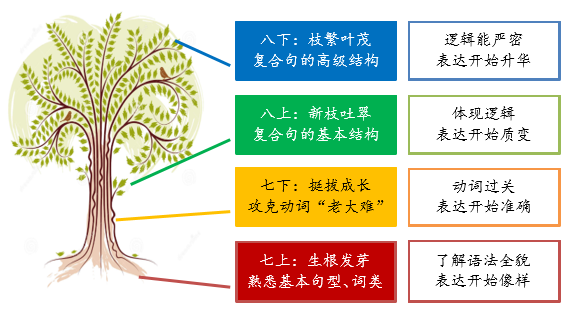 八下：枝繁叶茂
复合句的高级结构
逻辑能严密
表达开始升华
八上：新枝吐翠
复合句的基本结构
体现逻辑
表达开始质变
七下：挺拔成长
攻克动词“老大难”
动词过关
表达开始准确
七上：生根发芽
熟悉基本句型、词类
了解语法全貌
表达开始像样